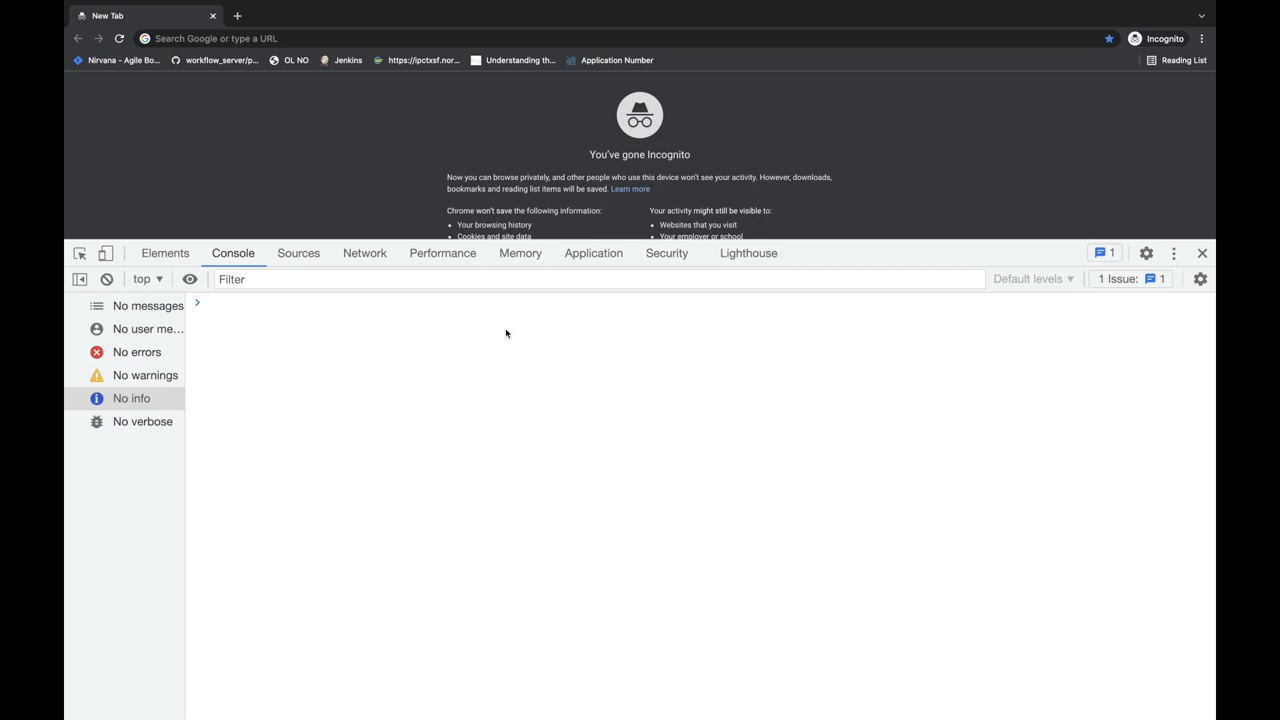 New Tab
Search Google or type a URL
Incognito
Nirvana - Agile Bo... workflow_server/p... OL NO Jenkins https://ipctxsf.nor... Understanding th... Application Number Reading List
You've gone Incognito
Now you can browse privately, and other people who use this device won't see your activity. However, downloads,
bookmarks and reading list items will be saved. Learn more
Chrome won't save the following information:
• Your browsing history
• Cookies and site data
Your activity might still be visible to:
• Websites that you visit
• Your employer or school
Elements Console Sources Network Performance Memory Application Security Lighthouse 1
top Filter Default levels 1 Issue: 1
No messages
No user me...
No errors
No warnings
No info
No verbose